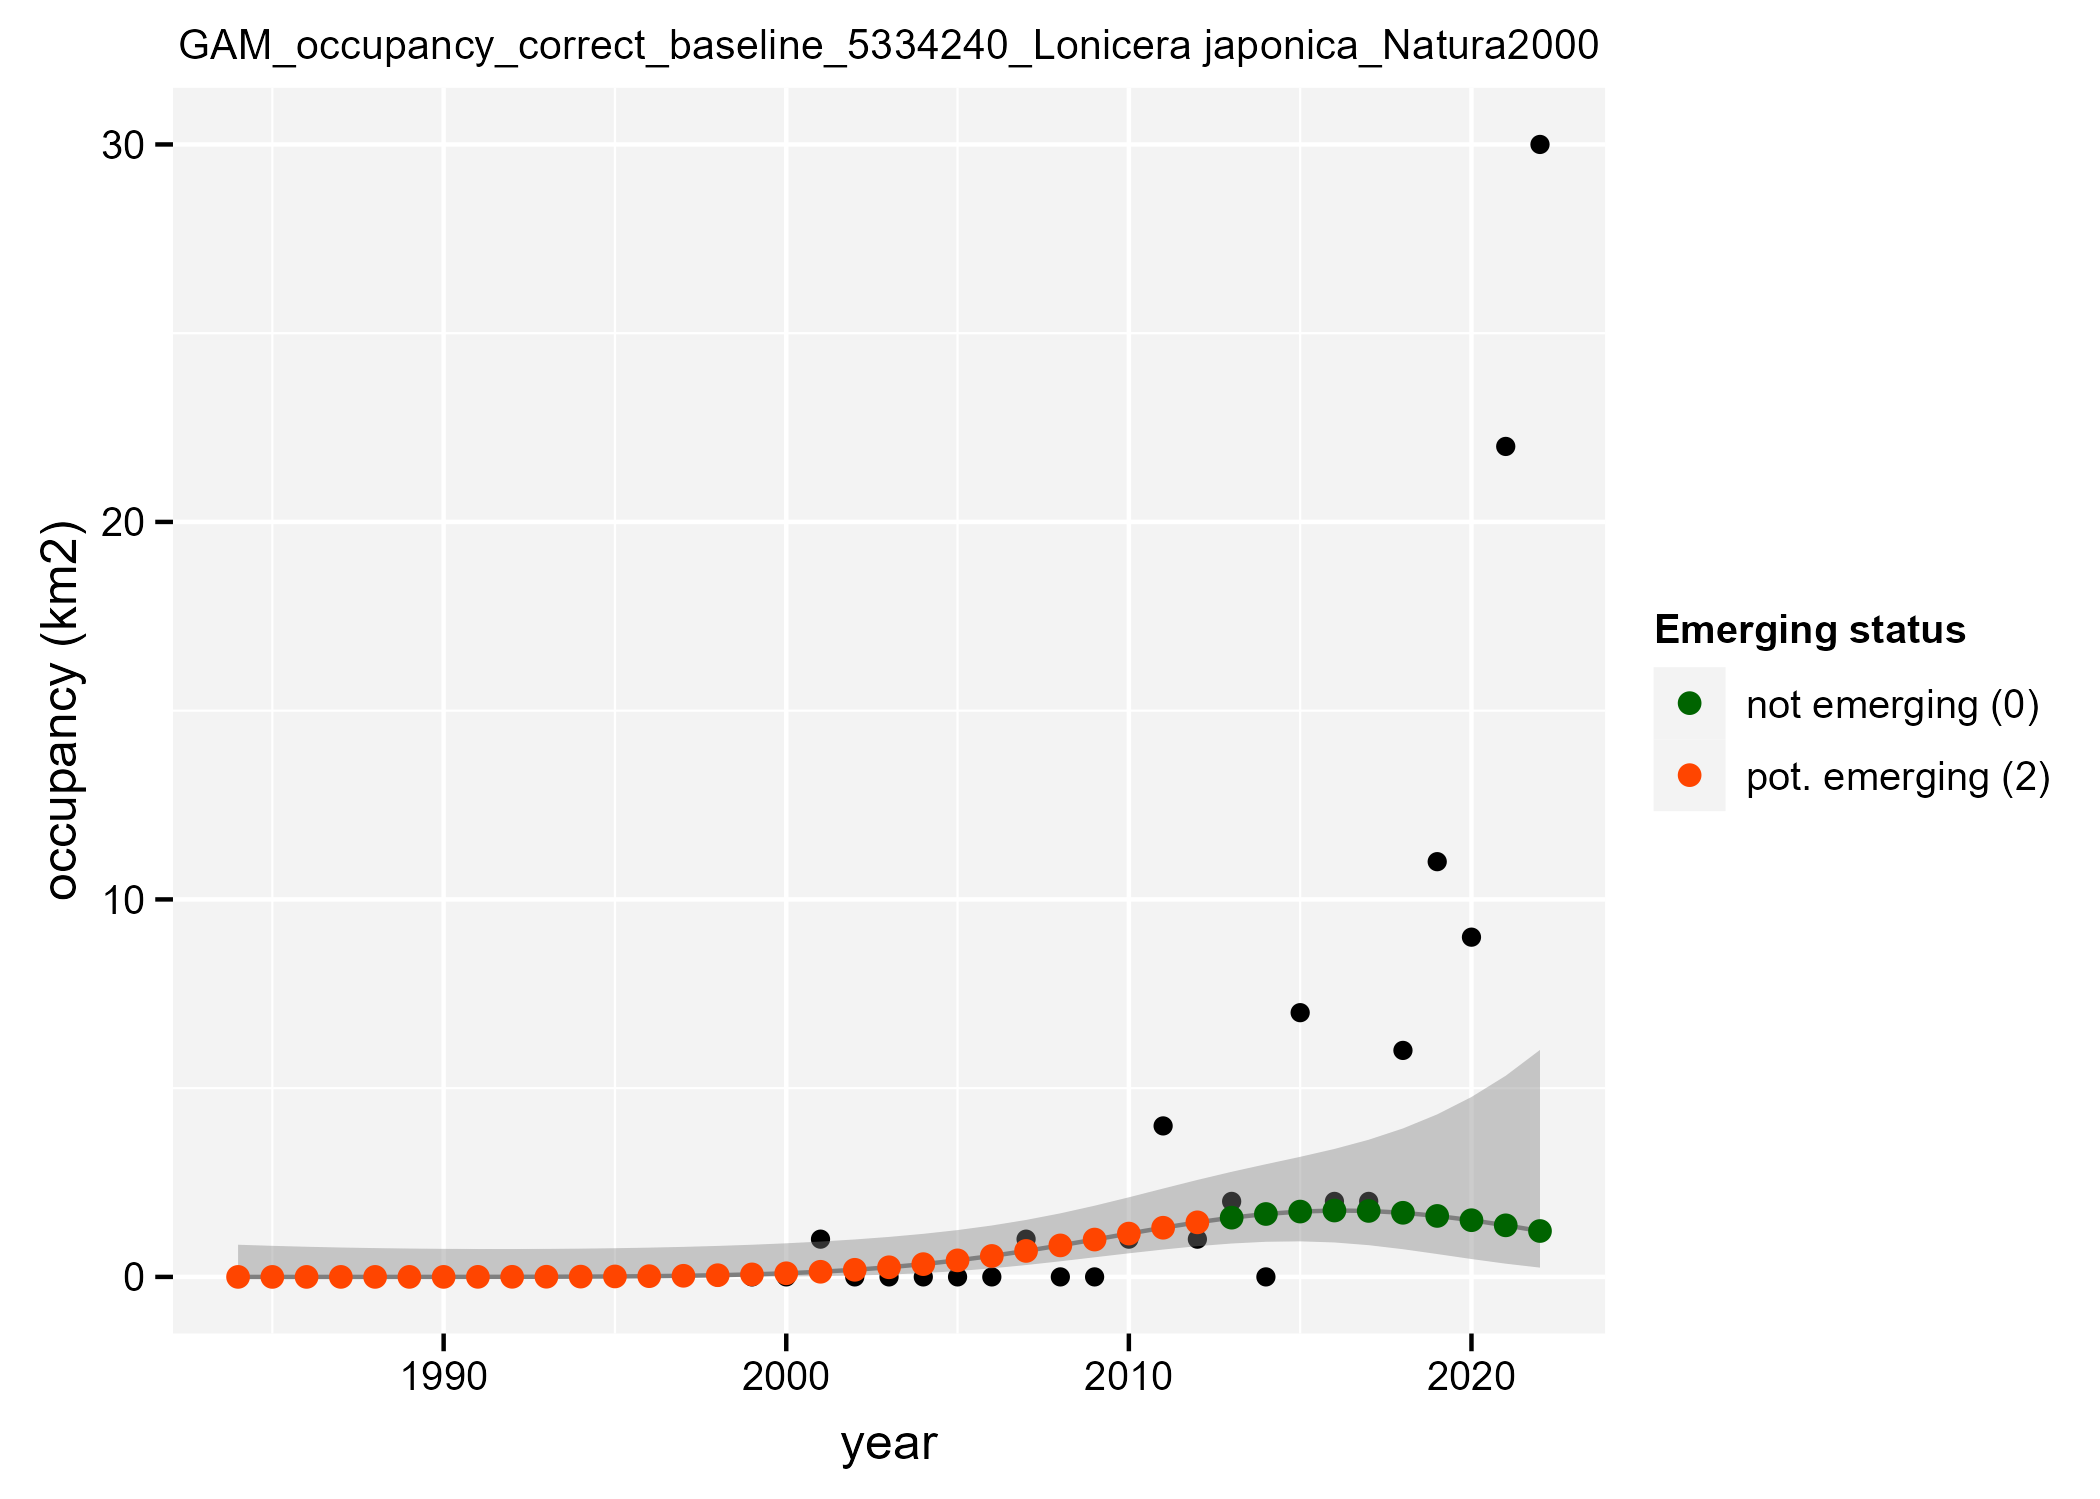 GAM_occupancy_correct_baseline_5334240_Lonicera japonica_Natura2000
30
20
10
0
occupancy (km2)
1990
2000
2010
2020
year
Emerging status
not emerging (0)
pot. emerging (2)